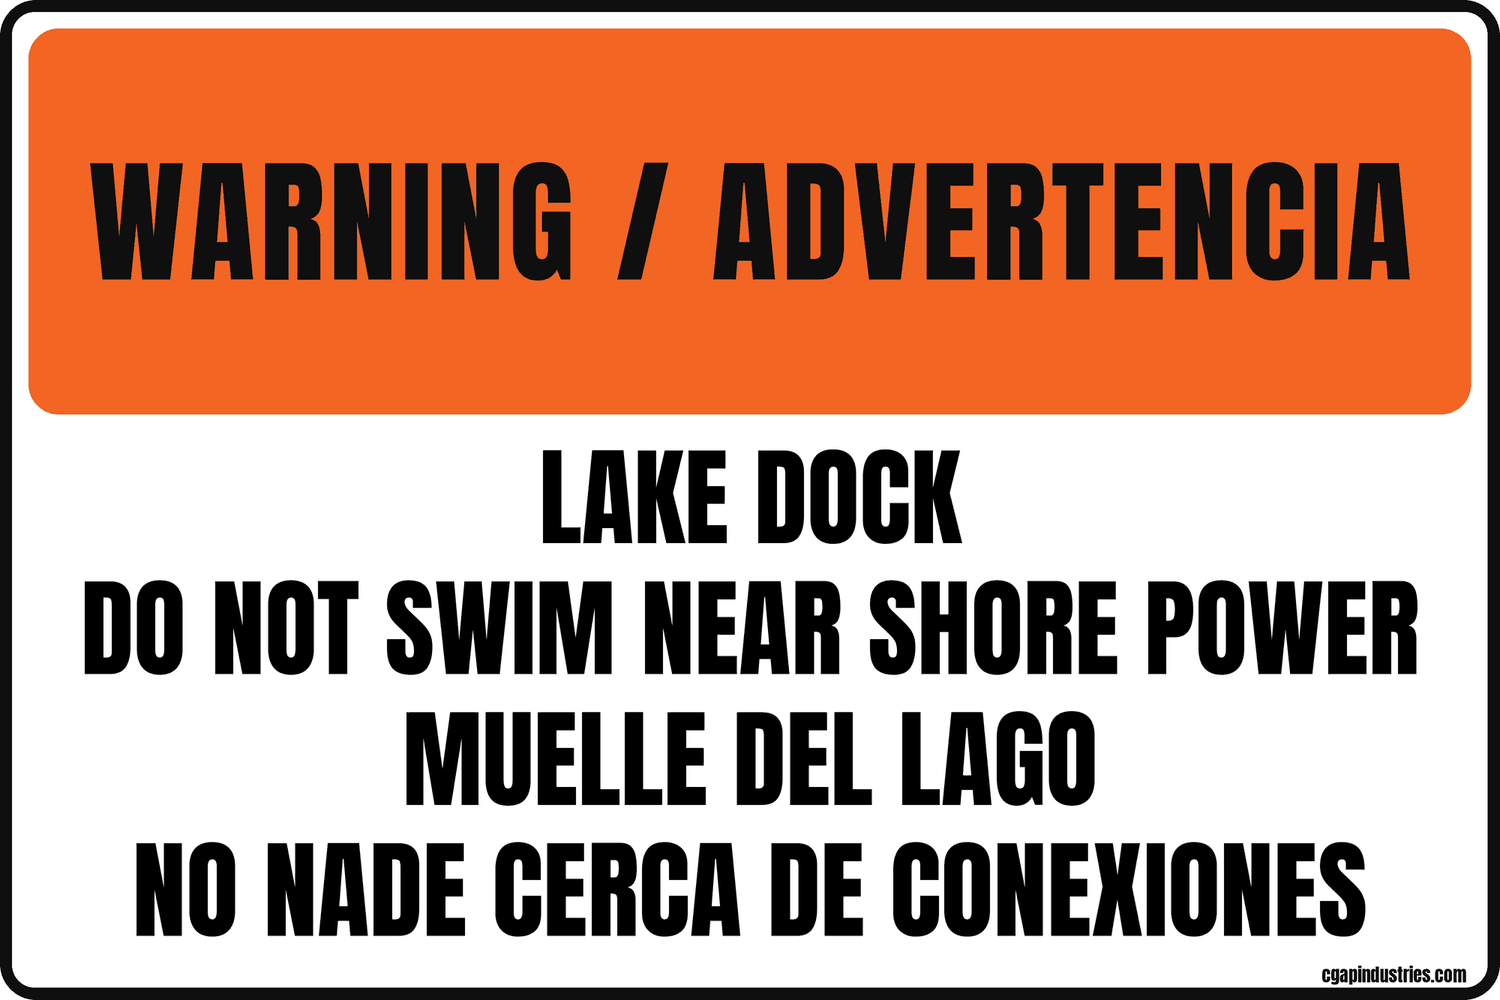 WARNING / ADVERTENCIA
LAKE DOCK
DO NOT SWIM NEAR SHORE POWER
MUELLE DEL LAGO
NO NADE CERCA DE CONEXIONES
cgapindustries.com